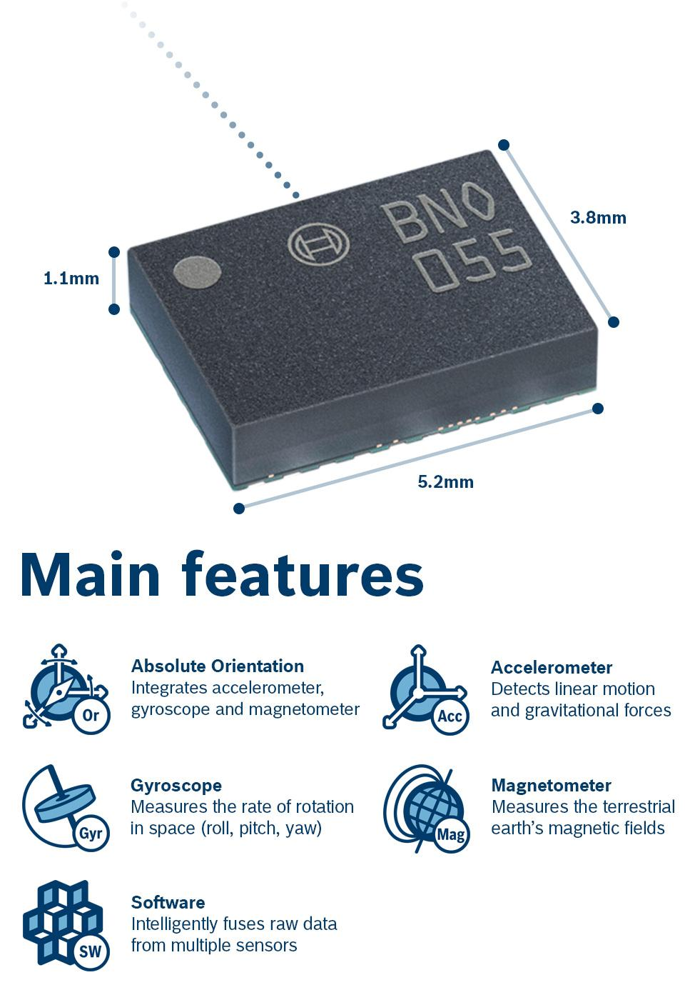 BNO
055
3.8mm
1.1mm
5.2mm
Main features
Absolute Orientation
Integrates accelerometer,
gyroscope and magnetometer
Or
Accelerometer
Detects linear motion
and gravitational forces
Acc
Gyroscope
Measures the rate of rotation
in space (roll, pitch, yaw)
Gyr
Magnetometer
Measures the terrestrial
earth’s magnetic fields
Mag
Software
Intelligently fuses raw data
from multiple sensors
SW